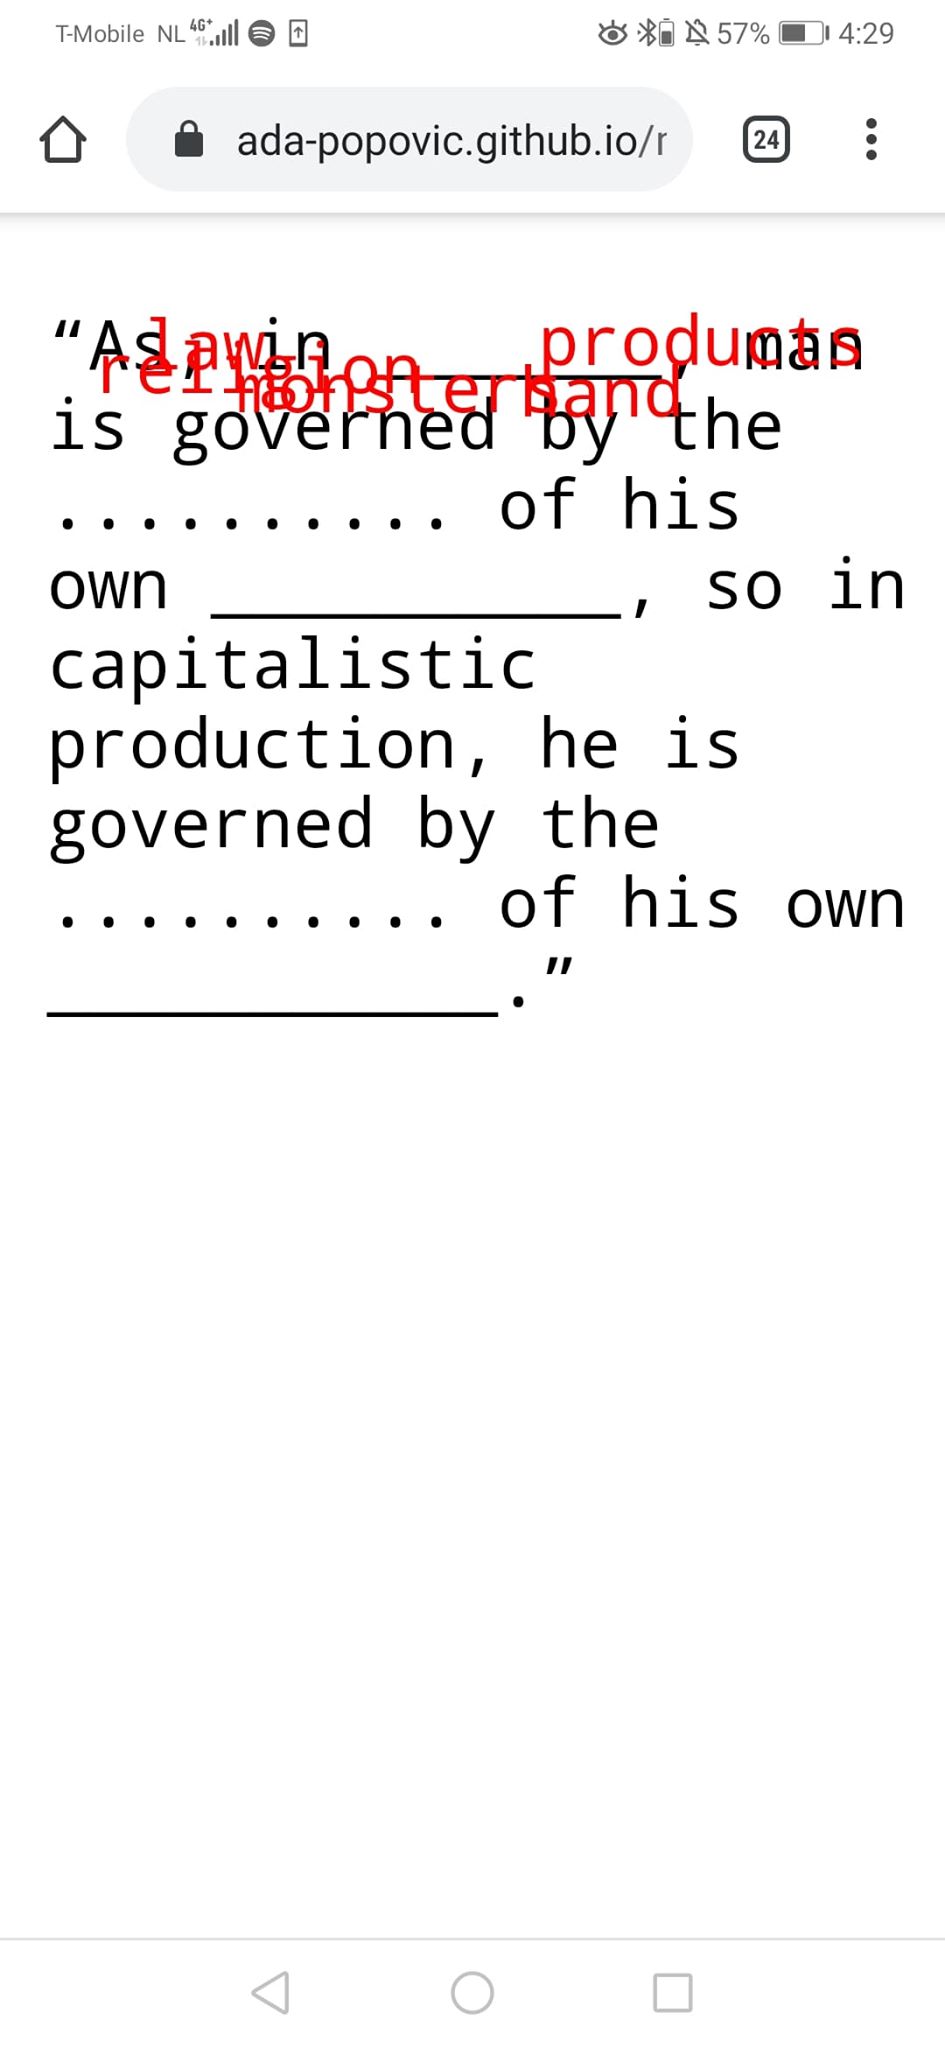 T-Mobile NL 4G+ 57% 4:29
ada-popovic.github.io/r 24
“As, in ______, man
law products
religion
monster hand
is governed by the
.......... of his
own __________, so in
capitalistic
production, he is
governed by the
.......... of his own
___________.”